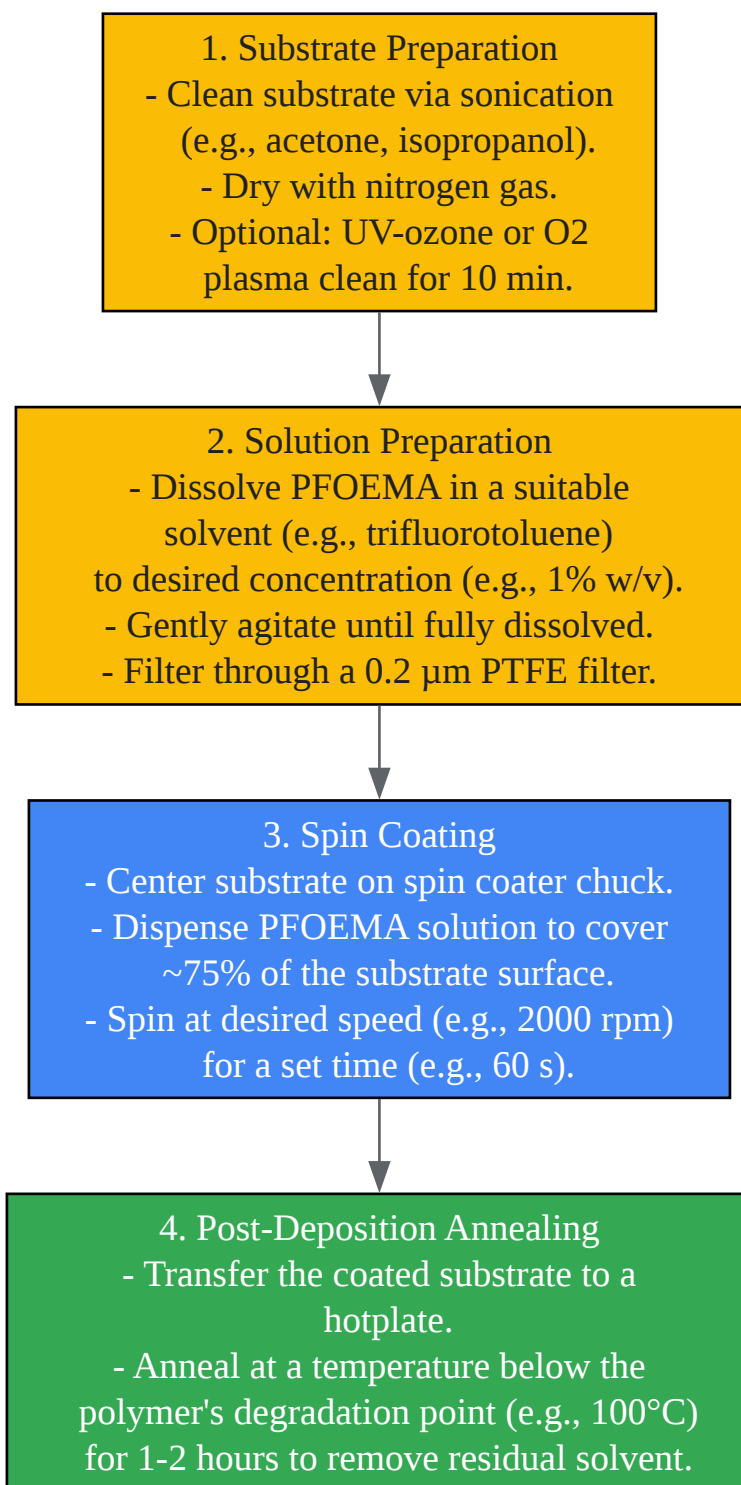 1. Substrate Preparation
- Clean substrate via sonication
(e.g., acetone, isopropanol).
- Dry with nitrogen gas.
- Optional: UV-ozone or O2
plasma clean for 10 min.
2. Solution Preparation
- Dissolve PFOEMA in a suitable
solvent (e.g., trifluorotoluene)
to desired concentration (e.g., 1% w/v).
- Gently agitate until fully dissolved.
- Filter through a 0.2 µm PTFE filter.
3. Spin Coating
- Center substrate on spin coater chuck.
- Dispense PFOEMA solution to cover
~75% of the substrate surface.
- Spin at desired speed (e.g., 2000 rpm)
for a set time (e.g., 60 s).
4. Post-Deposition Annealing
- Transfer the coated substrate to a
hotplate.
- Anneal at a temperature below the
polymer's degradation point (e.g., 100°C)
for 1-2 hours to remove residual solvent.